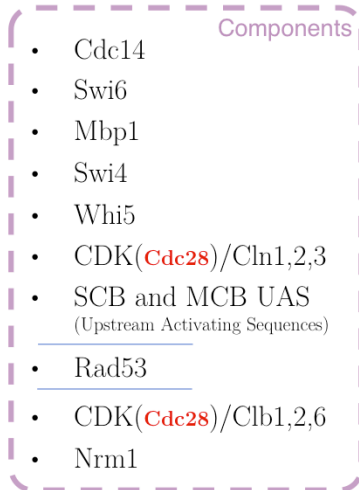 Components
• Cdc14
• Swi6
• Mbp1
• Swi4
• Whi5
• CDK(Cdc28)/Cln1,2,3
• SCB and MCB UAS
(Upstream Activating Sequences)
• Rad53
• CDK(Cdc28)/Clb1,2,6
• Nrm1